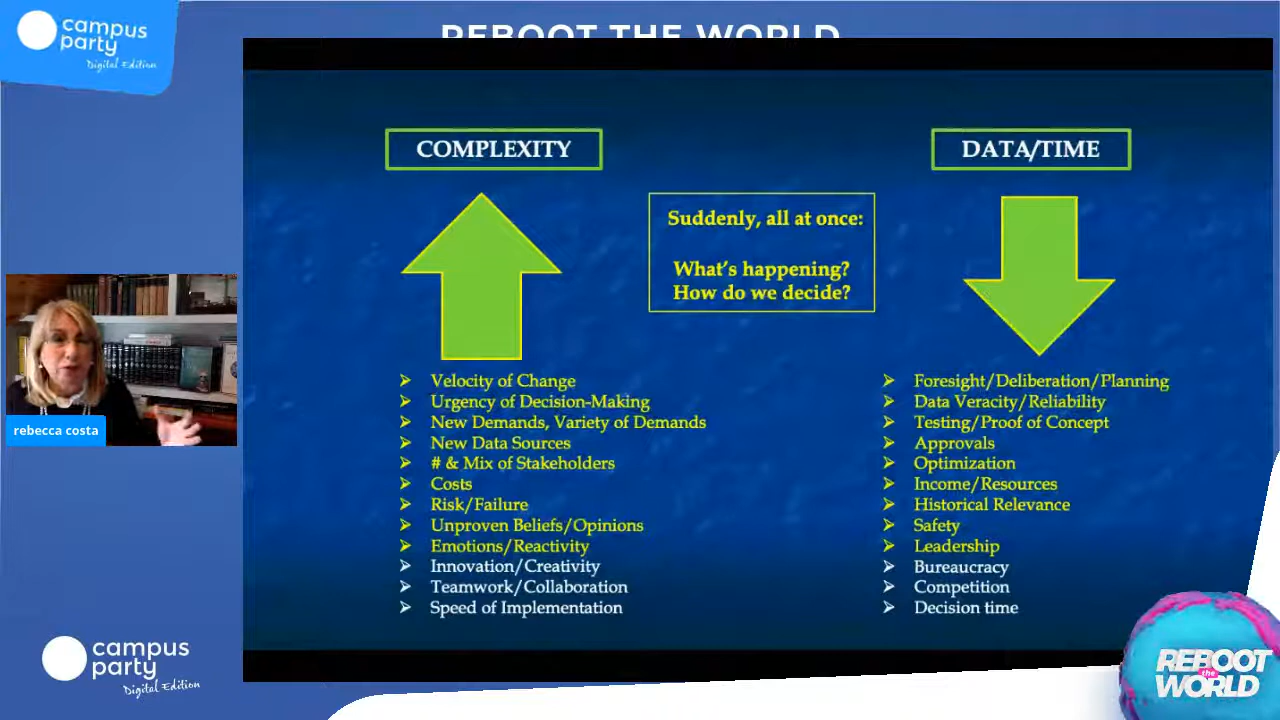 campus
party
Digital Edition
REBOOT THE WORLD
COMPLEXITY
DATA/TIME
Suddenly, all at once:
What's happening?
How do we decide?
Velocity of Change
Urgency of Decision-Making
New Demands, Variety of Demands
New Data Sources
# & Mix of Stakeholders
Costs
Risk/Failure
Unproven Beliefs/Opinions
Emotions/Reactivity
Innovation/Creativity
Teamwork/Collaboration
Speed of Implementation
Foresight/Deliberation/Planning
Data Veracity/Reliability
Testing/Proof of Concept
Approvals
Optimization
Income/Resources
Historical Relevance
Safety
Leadership
Bureaucracy
Competition
Decision time
rebecca costa
campus
party
Digital Edition
REBOOT
the
WORLD